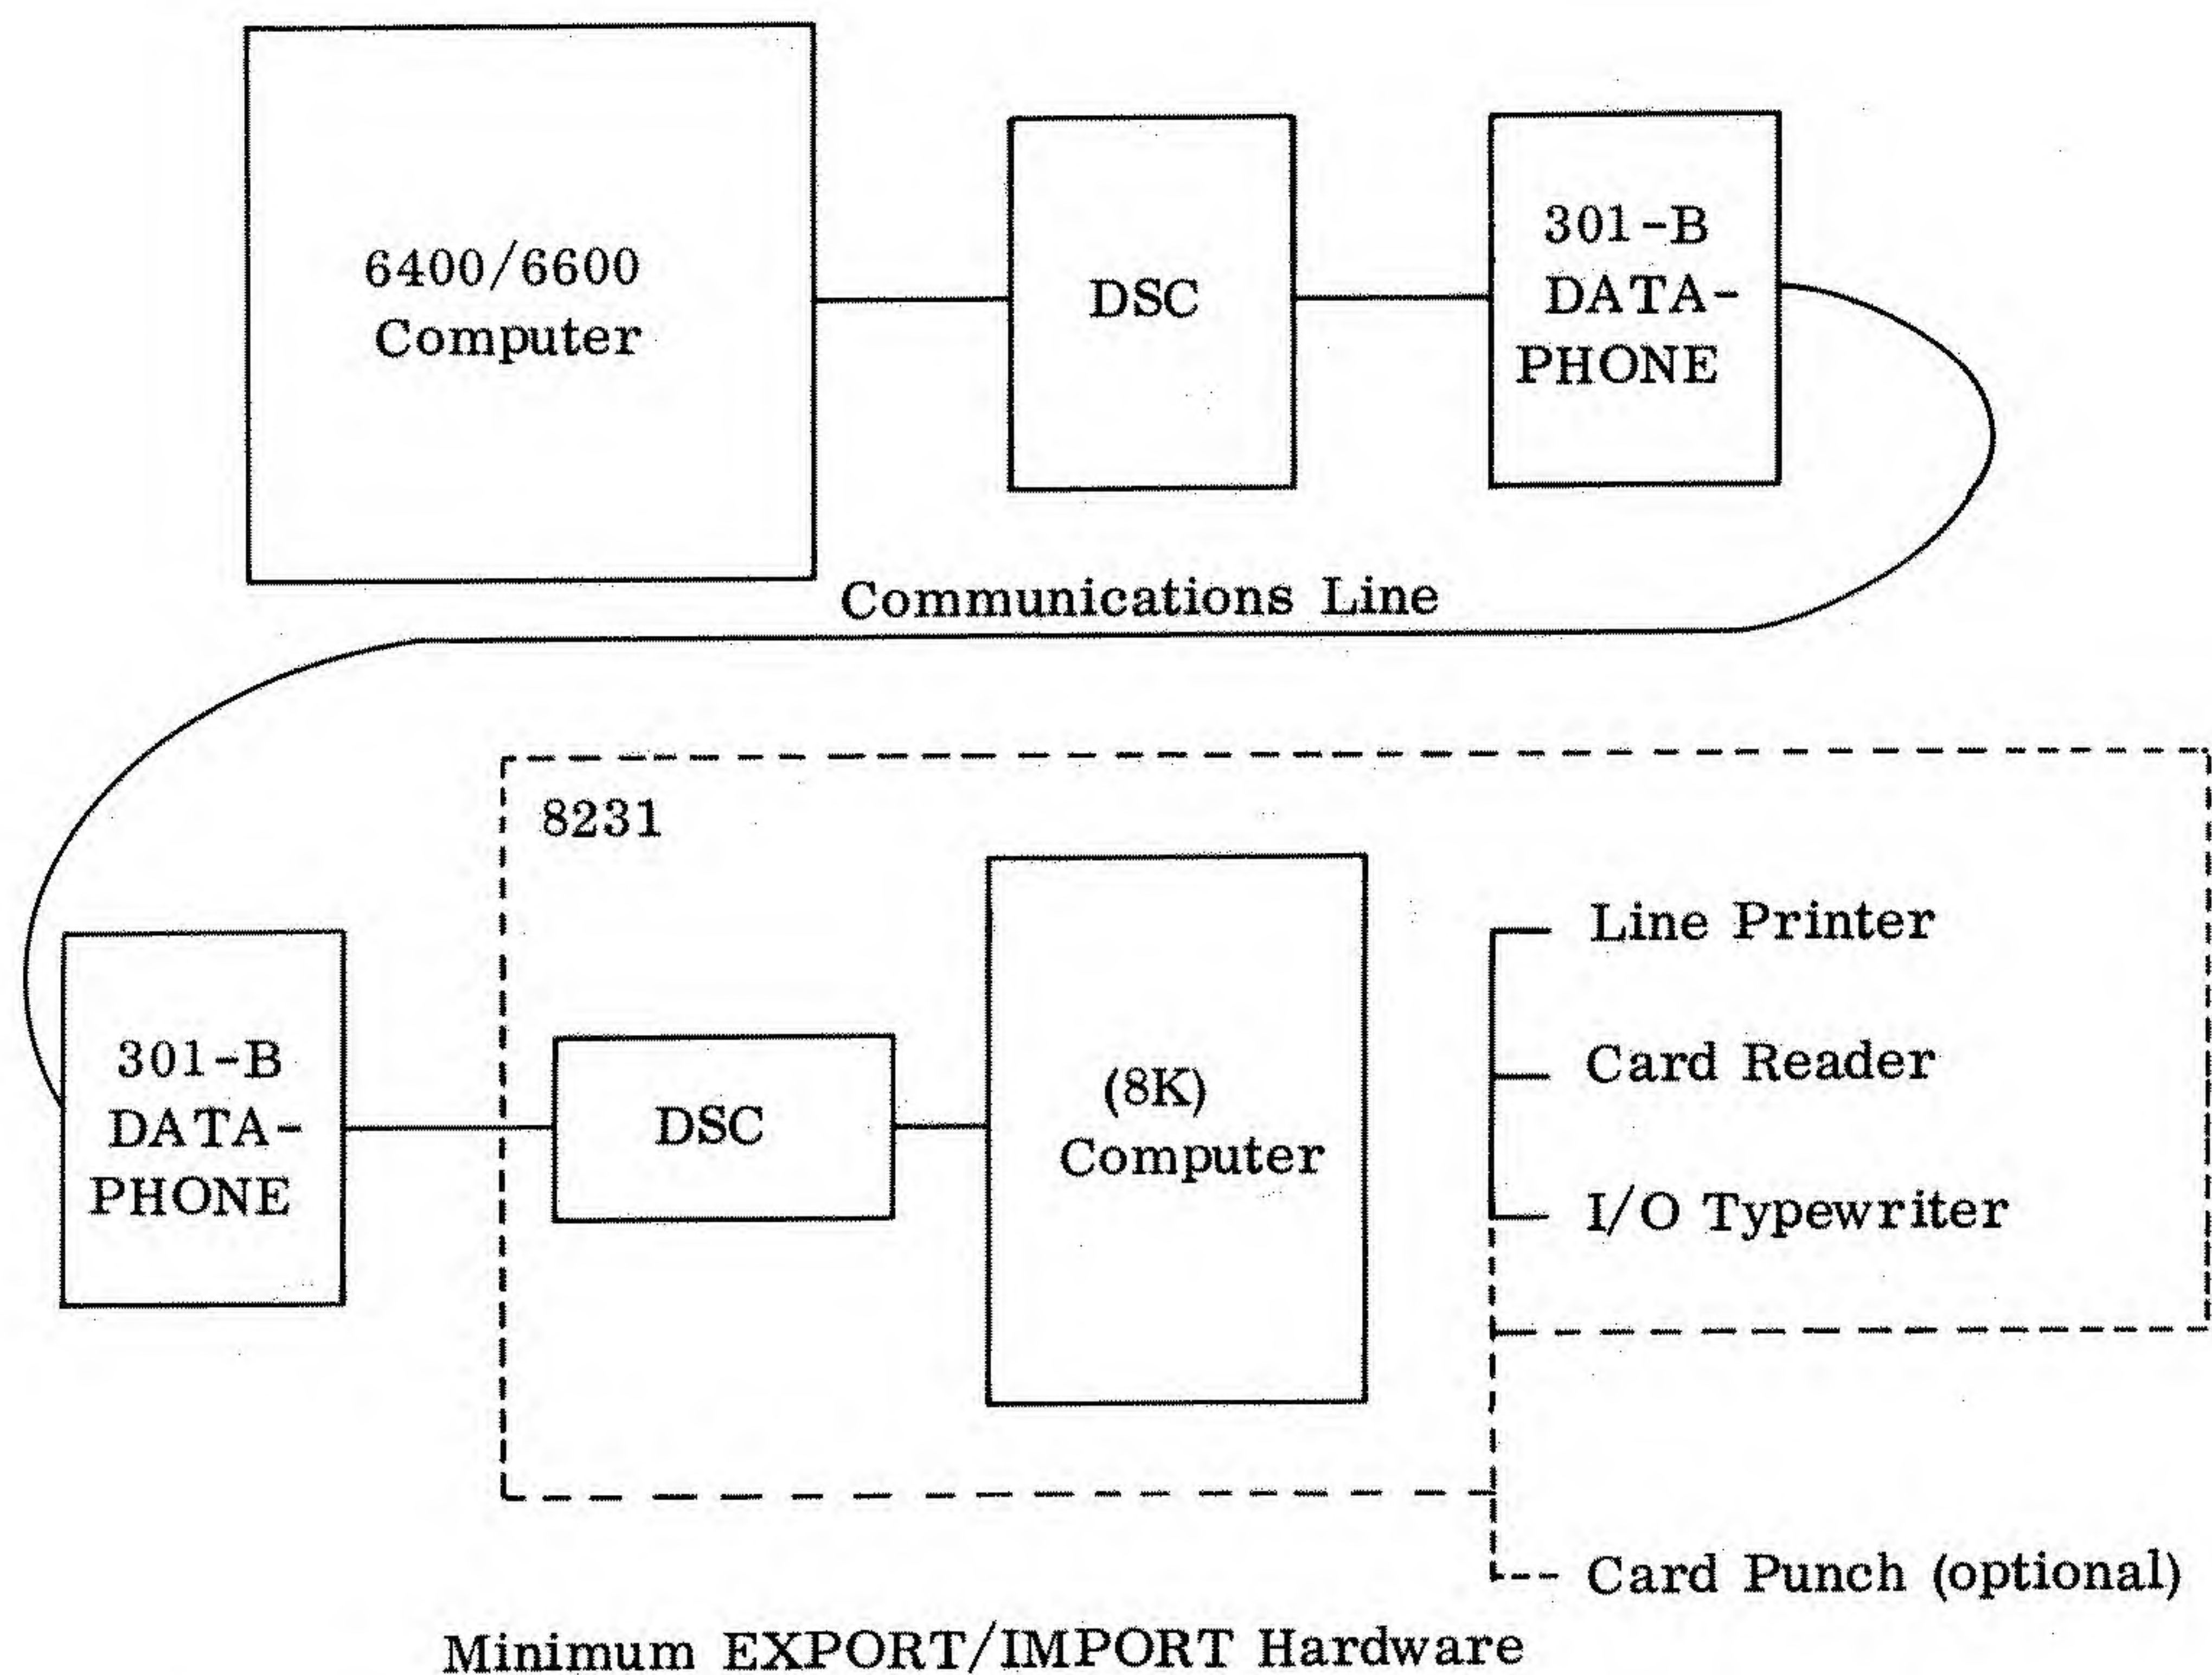 6400/6600
Computer
DSC
301-B
DATA-
PHONE
Communications Line
8231
301-B
DATA-
PHONE
DSC
(8K)
Computer
Line Printer
Card Reader
I/O Typewriter
Card Punch (optional)
Minimum EXPORT/IMPORT Hardware